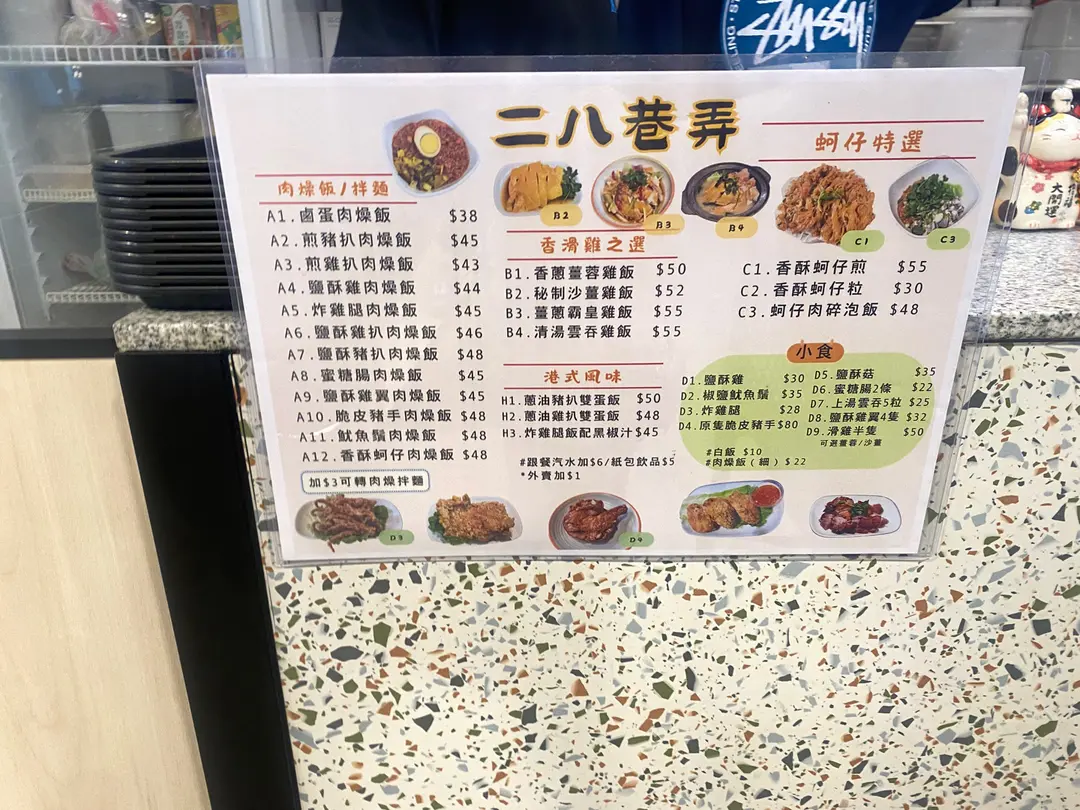 STUSSY
二八巷弄
肉燥飯/拌麵
A1.鹵蛋肉燥飯 $38
A2.煎豬扒肉燥飯 $45
A3.煎雞扒肉燥飯 $43
A4.鹽酥雞肉燥飯 $44
A5.炸雞腿肉燥飯 $45
A6.鹽酥雞扒肉燥飯 $46
A7.鹽酥豬扒肉燥飯 $48
A8.蜜糖腸肉燥飯 $45
A9.鹽酥雞翼肉燥飯 $45
A10.脆皮豬手肉燥飯 $48
A11.魷魚鬚肉燥飯 $48
A12.香酥蚵仔肉燥飯 $48
加$3可轉肉燥拌麵
B2
B3
B4
香滑雞之選
B1.香蔥薑蓉雞飯 $50
B2.秘制沙薑雞飯 $52
B3.薑蔥霸皇雞飯 $55
B4.清湯雲吞雞飯 $55
港式風味
H1.蔥油豬扒雙蛋飯 $50
H2.蔥油雞扒雙蛋飯 $48
H3.炸雞腿飯配黑椒汁 $45
#跟餐汽水加$6/紙包飲品$5
*外賣加$1
蚵仔特選
C1
C3
C1.香酥蚵仔煎 $55
C2.香酥蚵仔粒 $30
C3.蚵仔肉碎泡飯 $48
小食
D1.鹽酥雞 $30
D2.椒鹽魷魚鬚 $35
D3.炸雞腿 $28
D4.原隻脆皮豬手 $80
D5.鹽酥菇 $35
D6.蜜糖腸2條 $22
D7.上湯雲吞5粒 $25
D8.鹽酥雞翼4隻 $32
D9.滑雞半隻 $50
可選薑蓉/沙薑
#白飯 $10
#肉燥飯(細) $22
D4
大開運